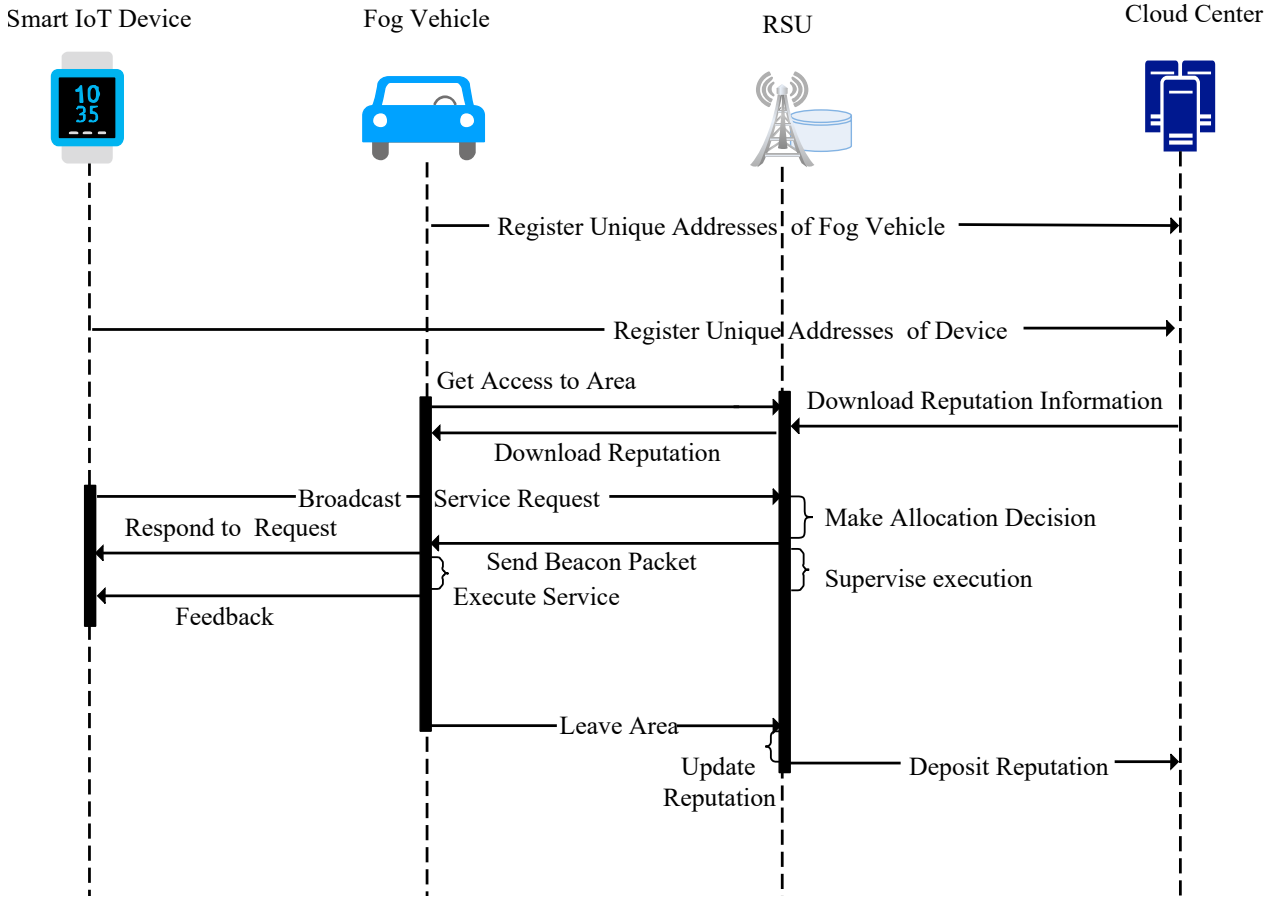 Smart IoT Device
Fog Vehicle
RSU
Cloud Center
10
35
Register Unique Addresses of Fog Vehicle
Register Unique Addresses of Device
Get Access to Area
Download Reputation Information
Download Reputation
Broadcast Service Request
Make Allocation Decision
Respond to Request
Send Beacon Packet
Supervise execution
Execute Service
Feedback
Leave Area
Update
Reputation
Deposit Reputation